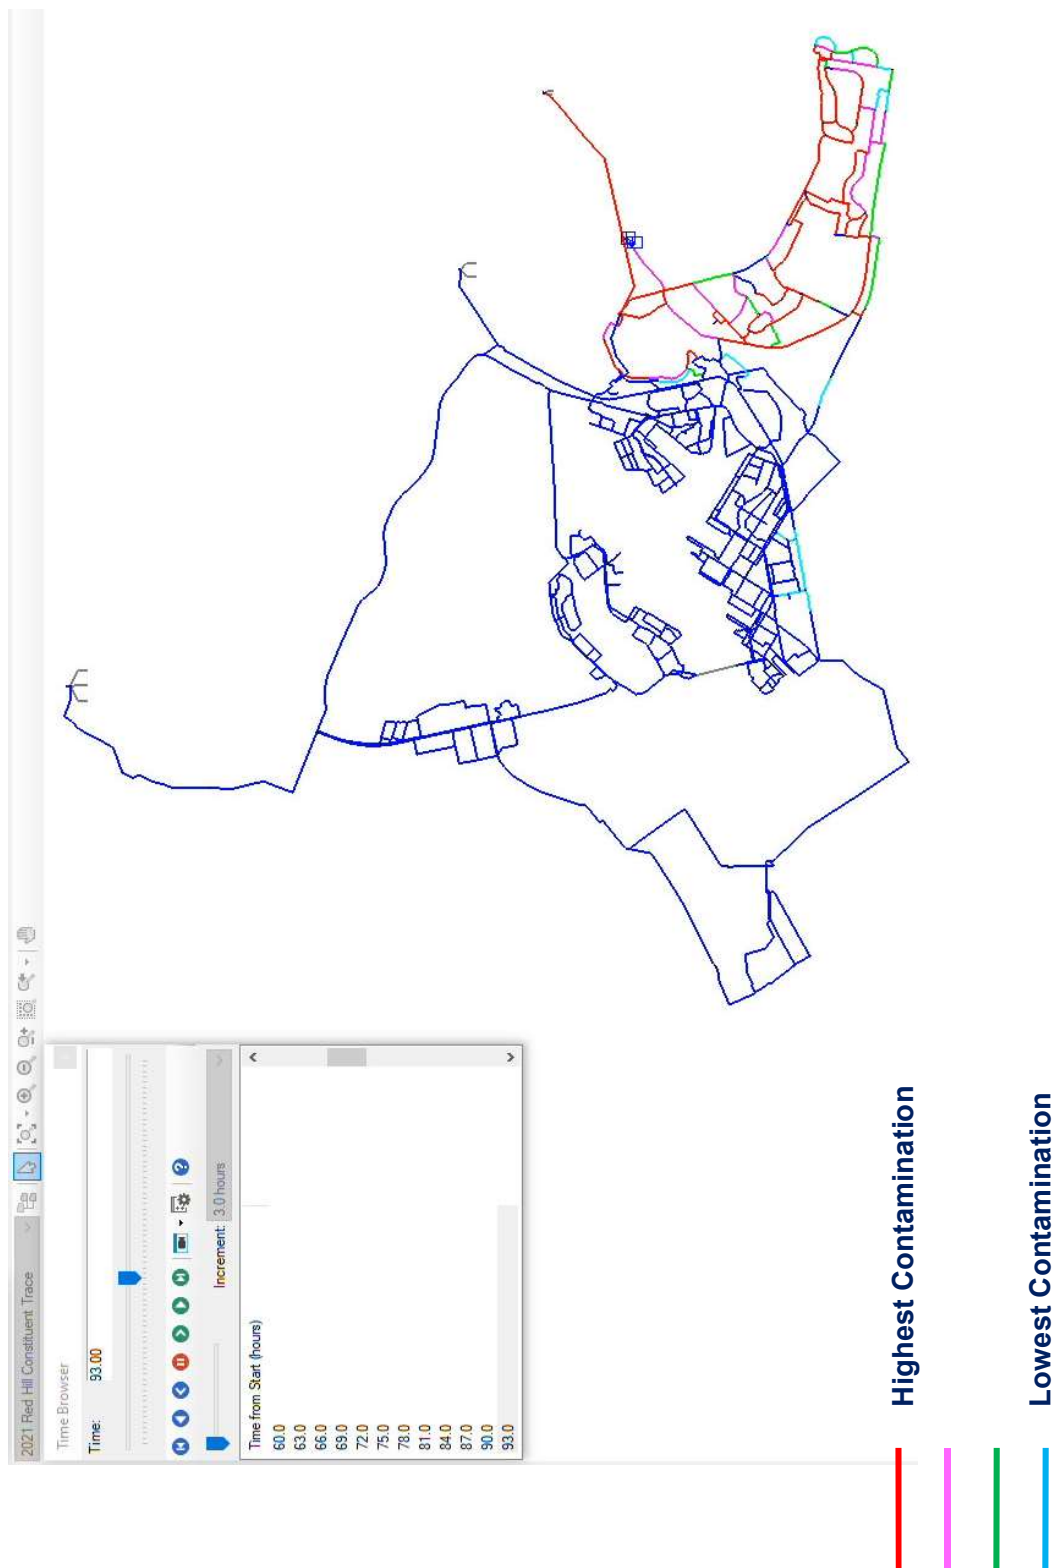 2021 Red Hill Constituent Trace
Time Browser
Time:
93.00
Increment:
3.0 hours
Time from Start (hours)
60.0
63.0
66.0
69.0
72.0
75.0
78.0
81.0
84.0
87.0
90.0
93.0
Highest Contamination
Lowest Contamination